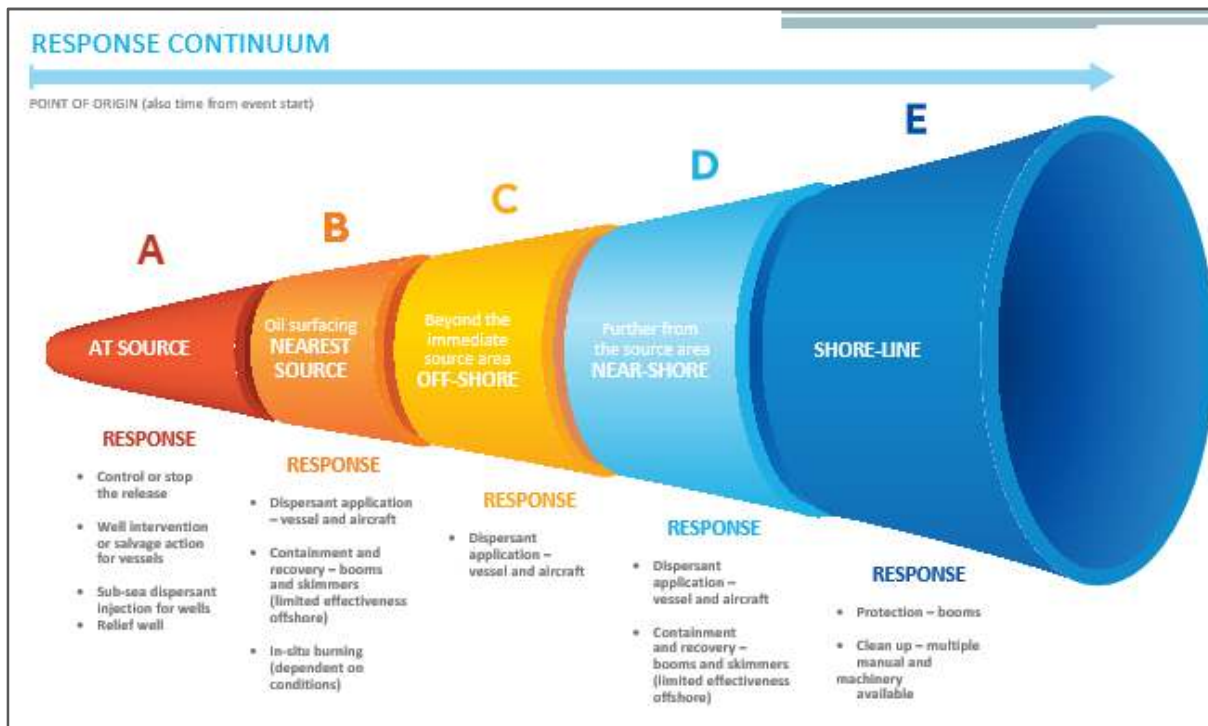 RESPONSE CONTINUUM
POINT OF ORIGIN (also time from event start)
A
B
C
D
E
AT SOURCE
Oil surfacing
NEAREST
SOURCE
Beyond the
immediate
source area
OFF-SHORE
Further from
the source area
NEAR-SHORE
SHORE-LINE
RESPONSE
• Control or stop
the release
• Well intervention
or salvage action
for vessels
• Sub-sea dispersant
injection for wells
• Relief well
RESPONSE
• Dispersant application
– vessel and aircraft
• Containment and
recovery – booms
and skimmers
(limited effectiveness
offshore)
• In-situ burning
(dependent on
conditions)
RESPONSE
• Dispersant
application –
vessel and aircraft
RESPONSE
• Dispersant
application –
vessel and aircraft
• Containment
and recovery –
booms and skimmers
(limited effectiveness
offshore)
RESPONSE
• Protection – booms
• Clean up – multiple
manual and
machinery
available